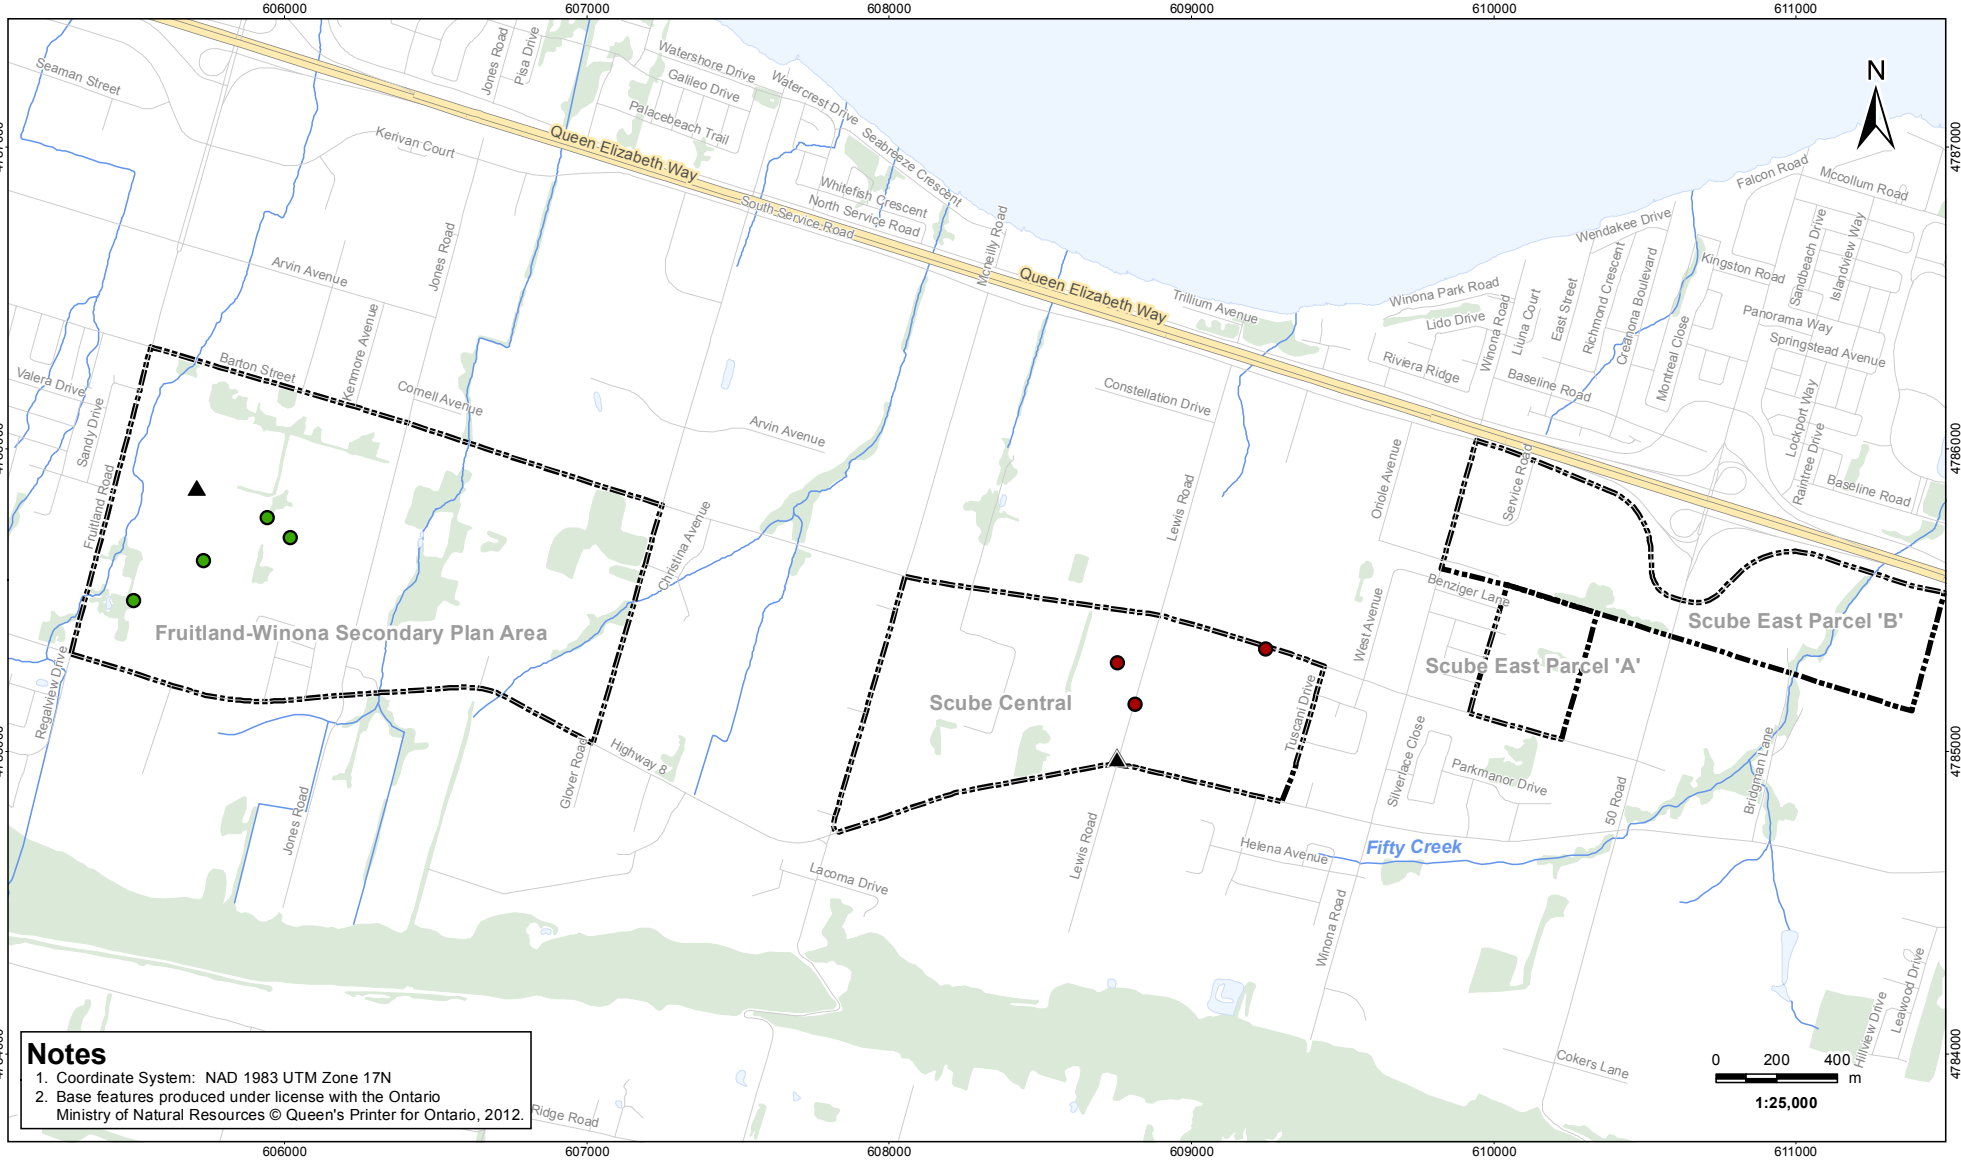 606000
607000
608000
609000
610000
611000
Seaman Street
Jones Road
Pisa Drive
Watershore Drive
Galileo Drive
Palacebeach Trail
Watercrest Drive
Seabreeze Crescent
Kerivan Court
Queen Elizabeth Way
Whitefish Crescent
North Service Road
South Service Road
Mcneilly Road
N
4787000
Falcon Road
Mccollum Road
Wendakee Drive
Sandbeach Drive
Islandview Way
Kingston Road
Arvin Avenue
Jones Road
Queen Elizabeth Way
Trillium Avenue
Winona Park Road
Lido Drive
Winona Road
Liuna Court
East Street
Richmond Crescent
Creanona Boulevard
Montreal Close
Panorama Way
Springstead Avenue
Riviera Ridge
Baseline Road
Barton Street
Kenmore Avenue
Cornell Avenue
Valera Drive
Sandy Drive
Constellation Drive
Arvin Avenue
Lockport Way
Raintree Drive
Baseline Road
4786000
Fruitland Road
Christina Avenue
Lewis Road
Oriole Avenue
Service Road
Benziger Lane
West Avenue
Fruitland-Winona Secondary Plan Area
Scube East Parcel 'B'
Scube East Parcel 'A'
Scube Central
Regalview Drive
Tuscani Drive
Glover Road
Highway 8
Silverlace Close
Parkmanor Drive
50 Road
Bridgman Lane
4785000
Jones Road
Lewis Road
Lacoma Drive
Helena Avenue
Fifty Creek
Winona Road
Hillview Drive
Leawood Drive
Cokers Lane
4784000
Ridge Road
Notes
1. Coordinate System: NAD 1983 UTM Zone 17N
2. Base features produced under license with the Ontario
Ministry of Natural Resources © Queen's Printer for Ontario, 2012.
0 200 400
m
1:25,000
606000
607000
608000
609000
610000
611000